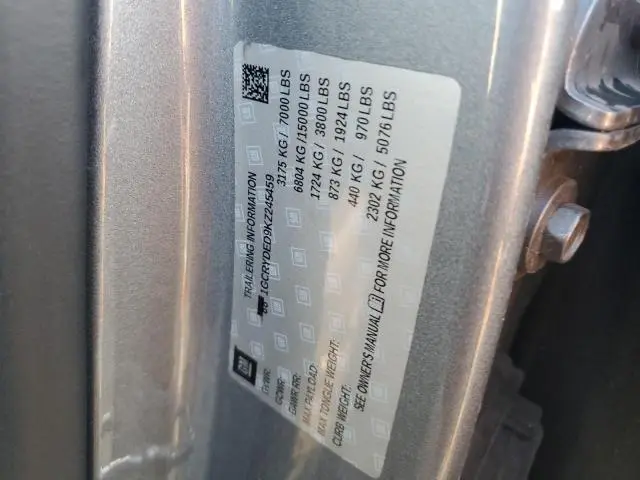 GM
TRAILERING INFORMATION
1GCRYDED9KZ245459
GVWR: 3175 KG / 7000 LBS
GCWR: 6804 KG / 15000 LBS
GAWR RR: 1724 KG / 3800 LBS
MAX PAYLOAD: 873 KG / 1924 LBS
MAX TONGUE WEIGHT: 440 KG / 970 LBS
CURB WEIGHT: 2302 KG / 5076 LBS
SEE OWNER'S MANUAL FOR MORE INFORMATION